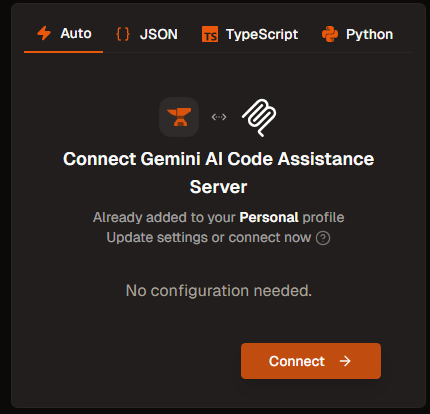 Auto
{ } JSON
TS TypeScript
Python
Connect Gemini AI Code Assistance
Server
Already added to your Personal profile
Update settings or connect now ?
No configuration needed.
Connect →